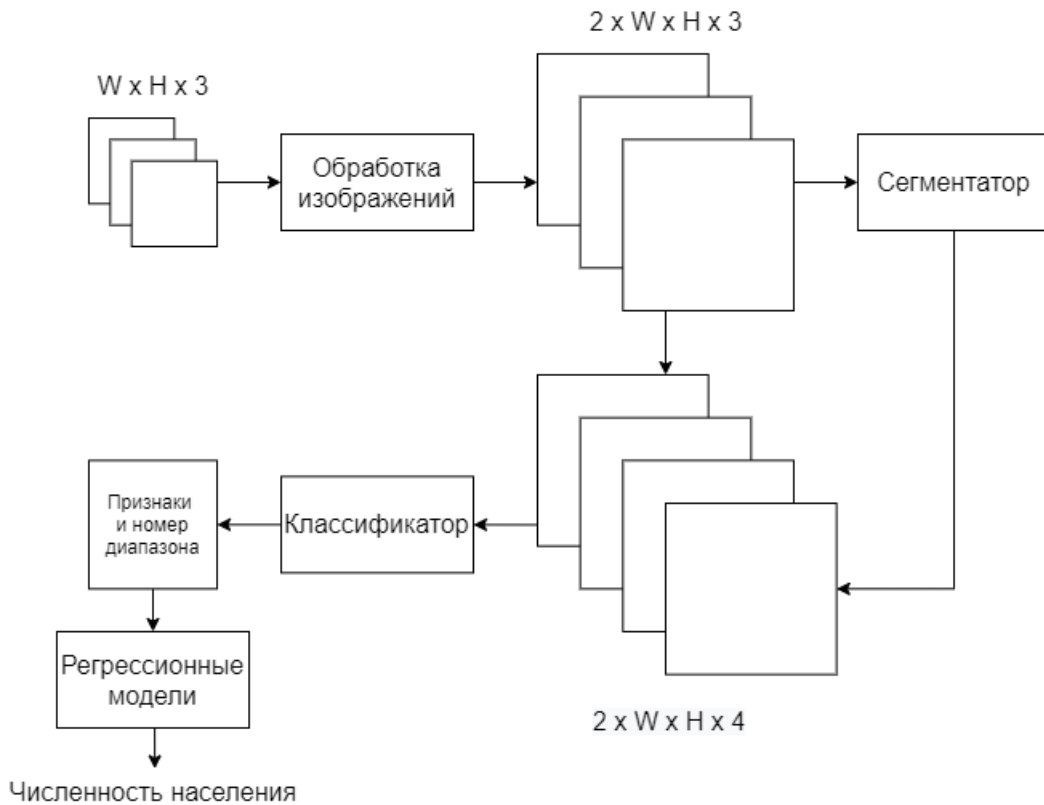 2 x W x H x 3
W x H x 3
Обработка
изображений
Сегментатор
Признаки
и номер
диапазона
Классификатор
Регрессионные
модели
2 x W x H x 4
Численность населения